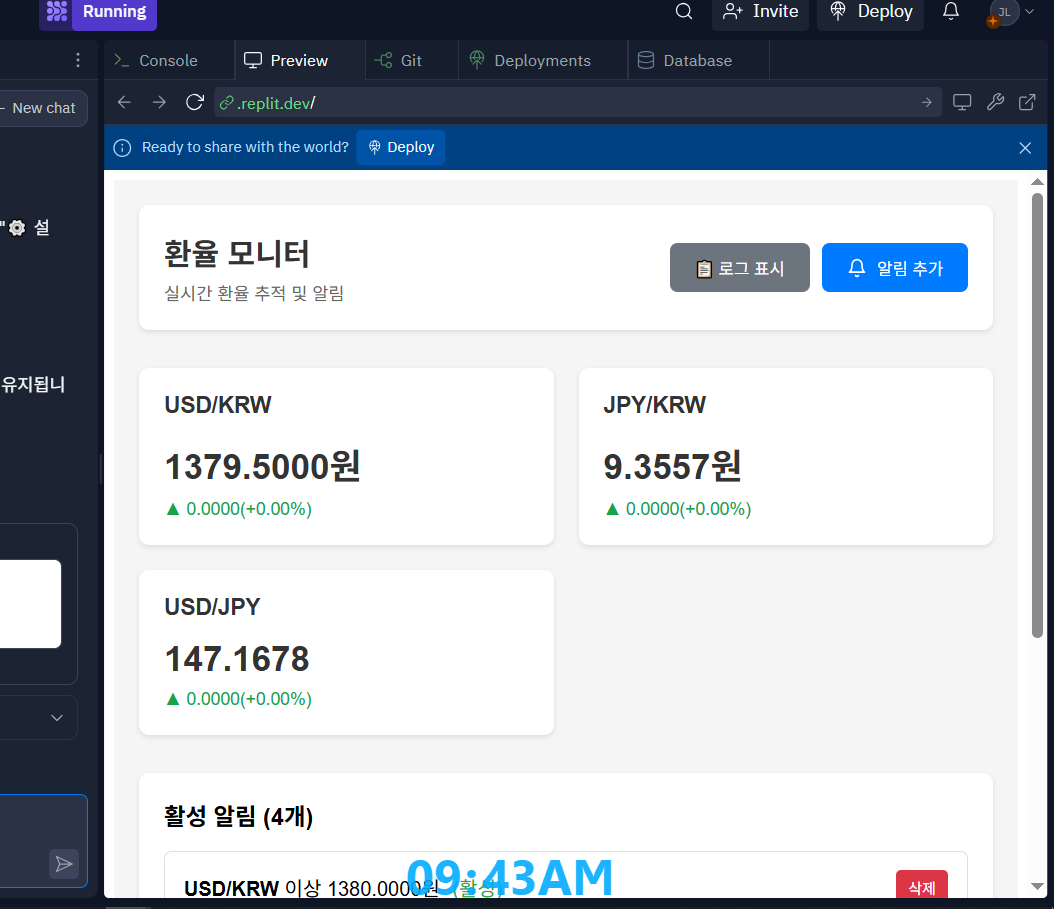 Running
Invite
Deploy
JL
Console
Preview
Git
Deployments
Database
New chat
.replit.dev/
Ready to share with the world?
Deploy
"⚙ 설
환율 모니터
실시간 환율 추적 및 알림
📋 로그 표시
알림 추가
유지됩니
USD/KRW
1379.5000원
▲ 0.0000(+0.00%)
JPY/KRW
9.3557원
▲ 0.0000(+0.00%)
USD/JPY
147.1678
▲ 0.0000(+0.00%)
활성 알림 (4개)
USD/KRW 이상 1380.0000원 (활성)
삭제
09:43AM